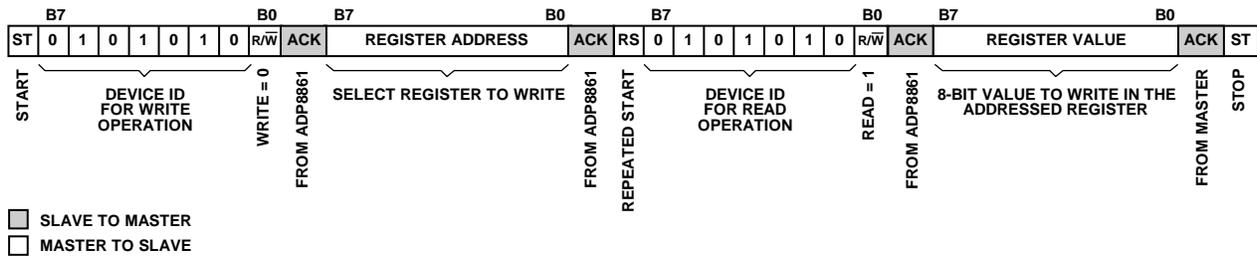 B7 B0 B7 B0 B7 B0 B7 B0
ST 0 1 0 1 0 1 0 R/W̅ ACK REGISTER ADDRESS ACK RS 0 1 0 1 0 1 0 R/W̅ ACK REGISTER VALUE ACK ST
START
DEVICE ID
FOR WRITE
OPERATION
WRITE = 0
FROM ADP8861
SELECT REGISTER TO WRITE
FROM ADP8861
REPEATED START
DEVICE ID
FOR READ
OPERATION
READ = 1
FROM ADP8861
8-BIT VALUE TO WRITE IN THE
ADDRESSED REGISTER
FROM MASTER
STOP
SLAVE TO MASTER
MASTER TO SLAVE